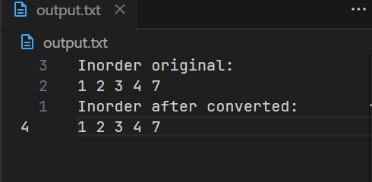 output.txt
output.txt
3 Inorder original:
2 1 2 3 4 7
1 Inorder after converted:
4 1 2 3 4 7